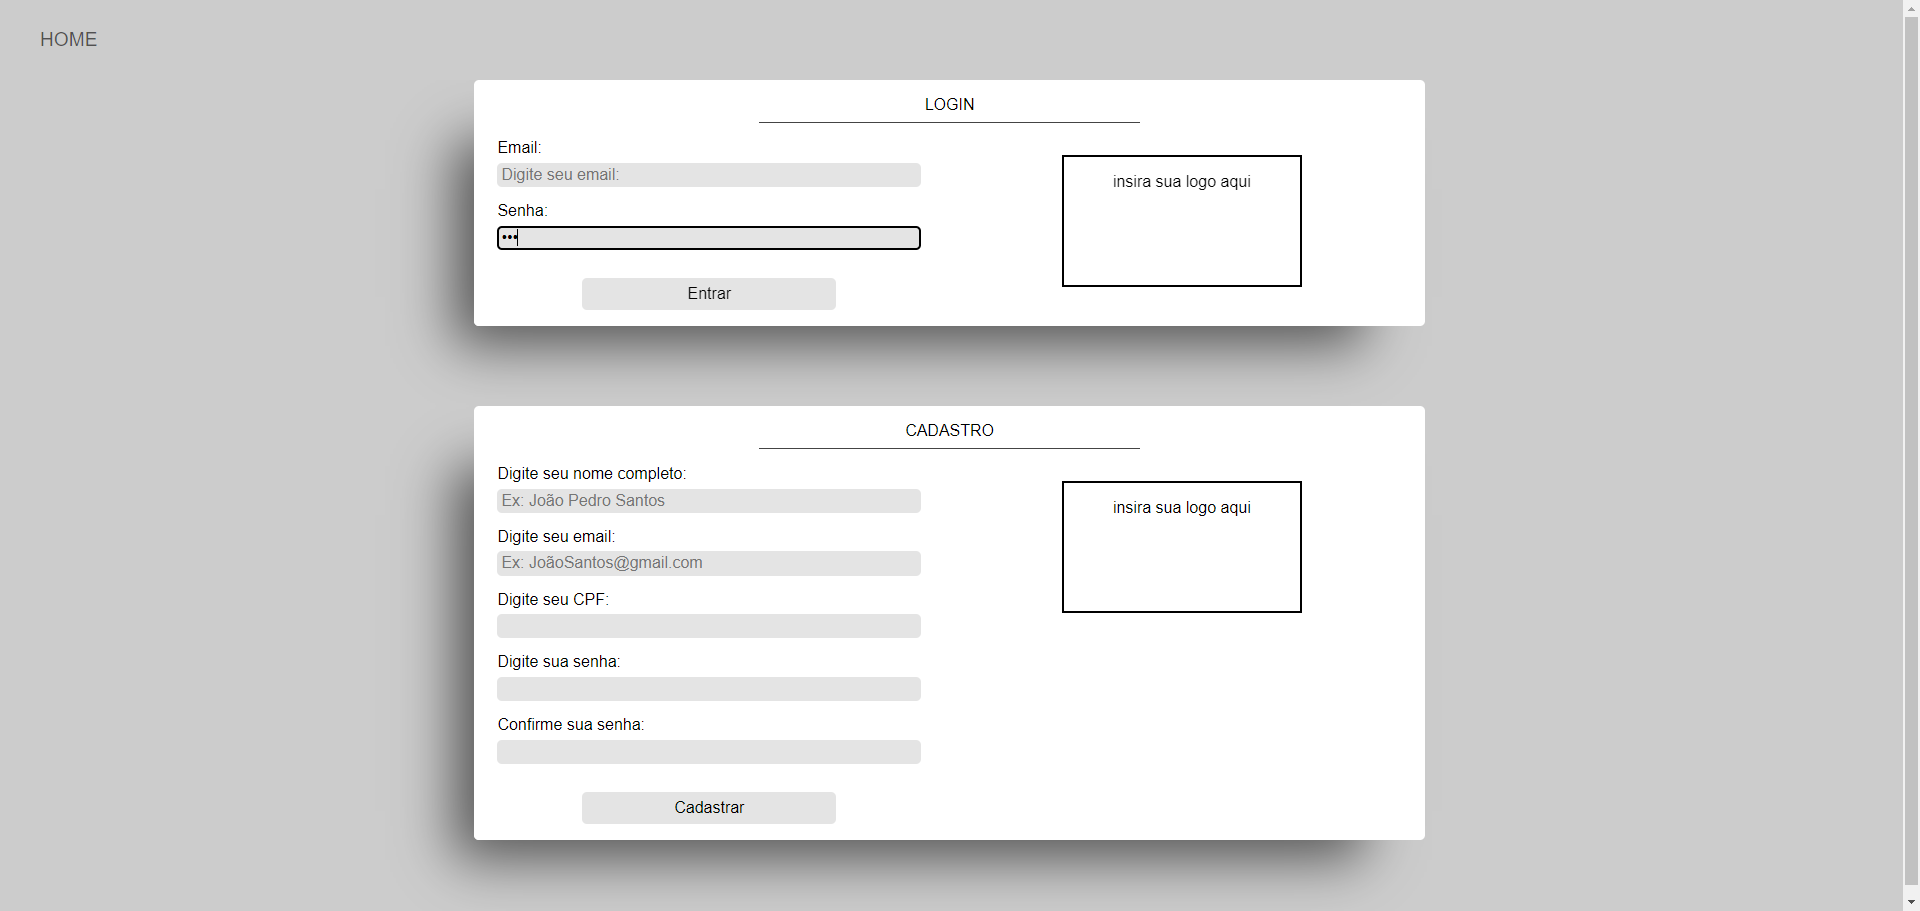 HOME
LOGIN
Email:
Digite seu email:
insira sua logo aqui
Senha:
•••
Entrar
CADASTRO
Digite seu nome completo:
Ex: João Pedro Santos
insira sua logo aqui
Digite seu email:
Ex: JoãoSantos@gmail.com
Digite seu CPF:
Digite sua senha:
Confirme sua senha:
Cadastrar